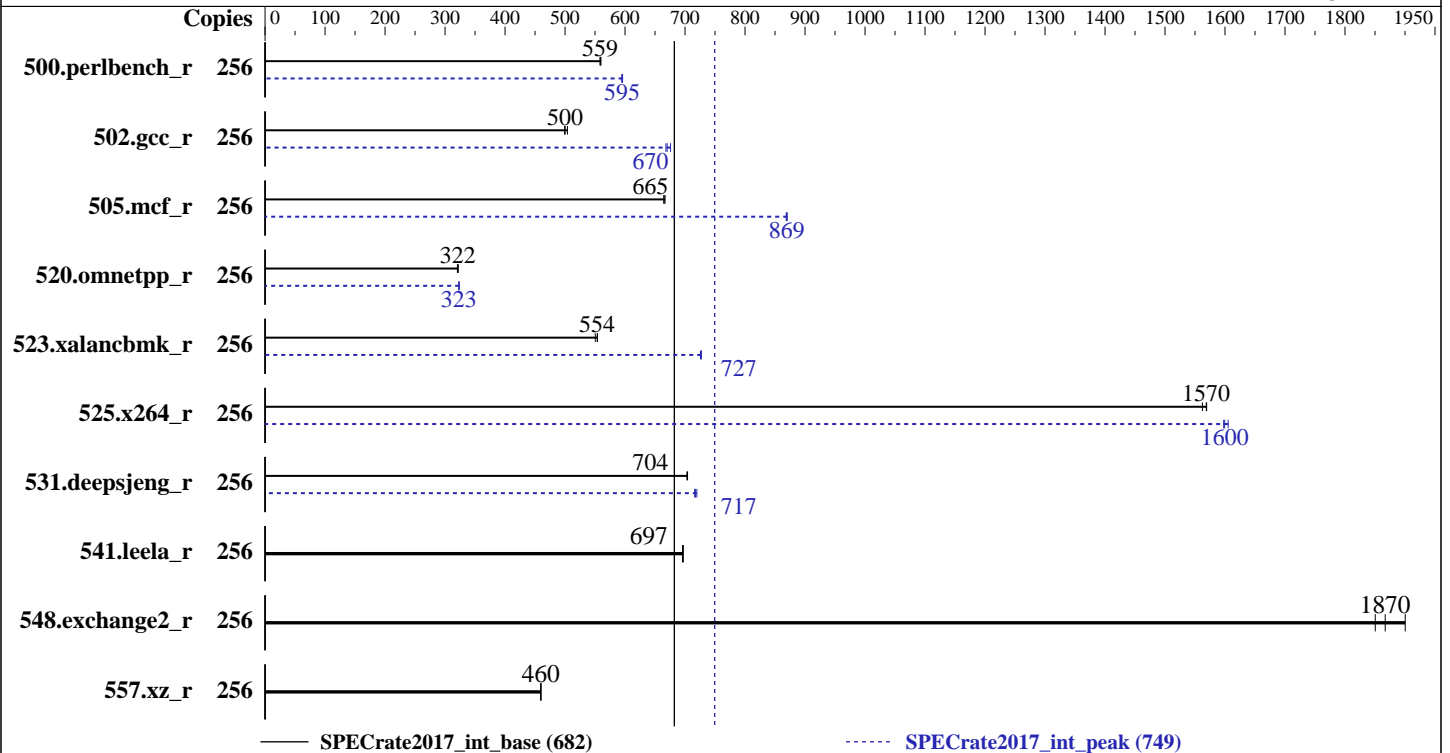 Copies 0 100 200 300 400 500 600 700 800 900 1000 1100 1200 1300 1400 1500 1600 1700 1800 1950
559
500.perlbench_r 256
595
500
502.gcc_r 256
670
665
505.mcf_r 256
869
322
520.omnetpp_r 256
323
554
523.xalancbmk_r 256
727
1570
525.x264_r 256
1600
704
531.deepsjeng_r 256
717
697
541.leela_r 256
1870
548.exchange2_r 256
460
557.xz_r 256
SPECrate2017_int_base (682) SPECrate2017_int_peak (749)